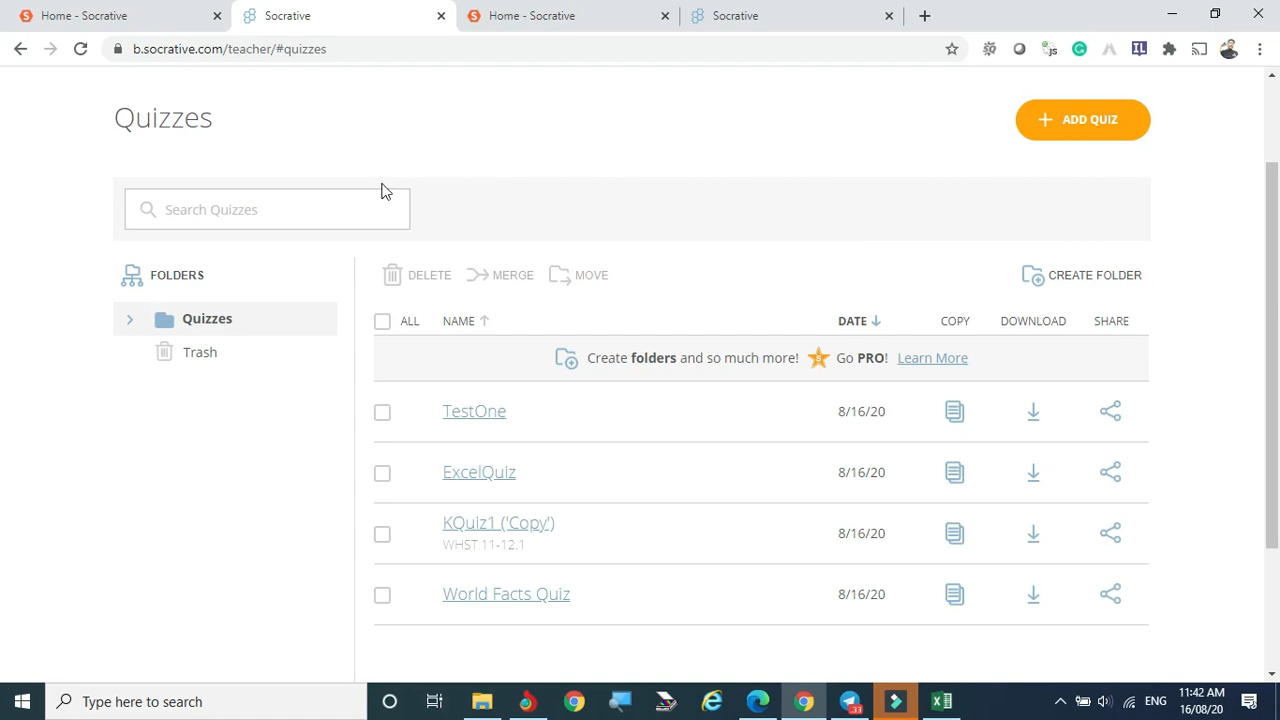 Home - Socrative
Socrative
Home - Socrative
Socrative
b.socrative.com/teacher/#quizzes
JS
IL
Quizzes
ADD QUIZ
Search Quizzes
FOLDERS
DELETE
MERGE
MOVE
CREATE FOLDER
Quizzes
Trash
ALL
NAME
DATE
COPY
DOWNLOAD
SHARE
Create folders and so much more! Go PRO! Learn More
TestOne 8/16/20
ExcelQuiz 8/16/20
KQuiz1 ('Copy') 8/16/20
WHST.11-12.1
World Facts Quiz 8/16/20
Type here to search
33
ENG
11:42 AM
16/08/20